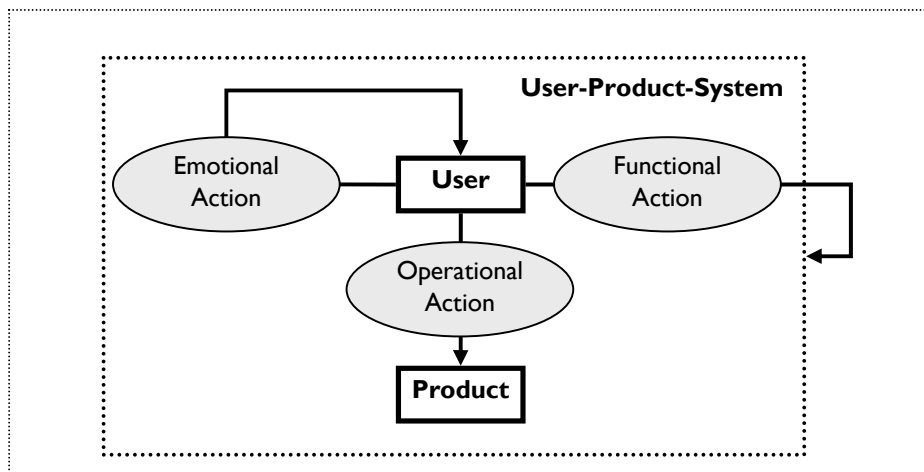 User-Product-System
Emotional
Action
User
Functional
Action
Operational
Action
Product